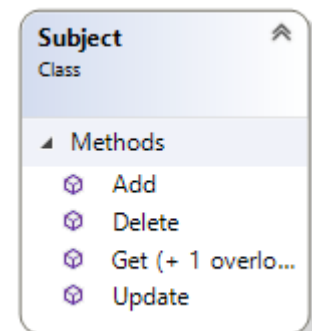 Subject
Class
Methods
Add
Delete
Get (+ 1 overlo...
Update